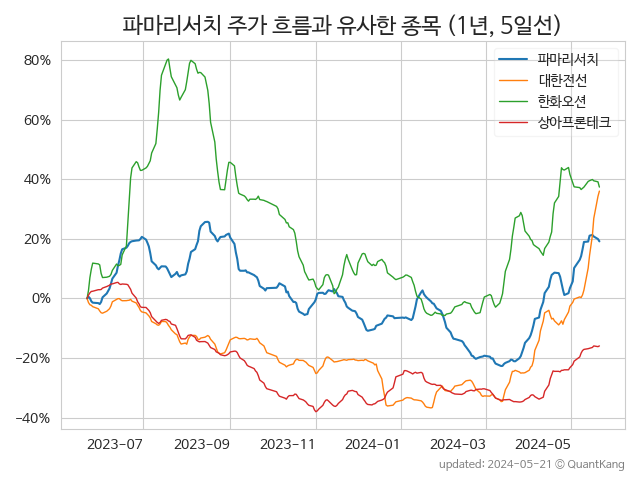 파마리서치 주가 흐름과 유사한 종목 (1년, 5일선)
80%
60%
40%
20%
0%
−20%
−40%
파마리서치
대한전선
한화오션
상아프론테크
2023-07
2023-09
2023-11
2024-01
2024-03
2024-05
updated: 2024-05-21 © QuantKang